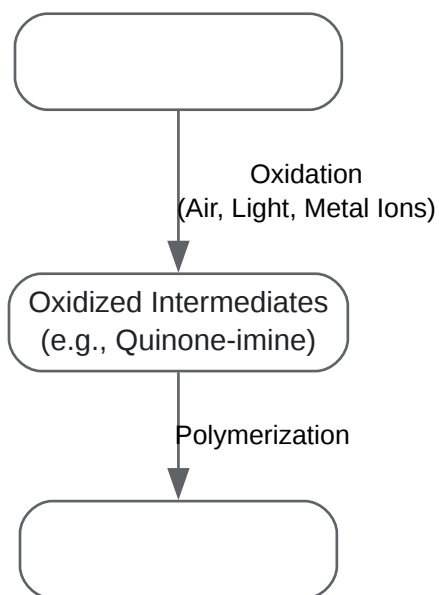 Oxidation
(Air, Light, Metal Ions)
Oxidized Intermediates
(e.g., Quinone-imine)
Polymerization